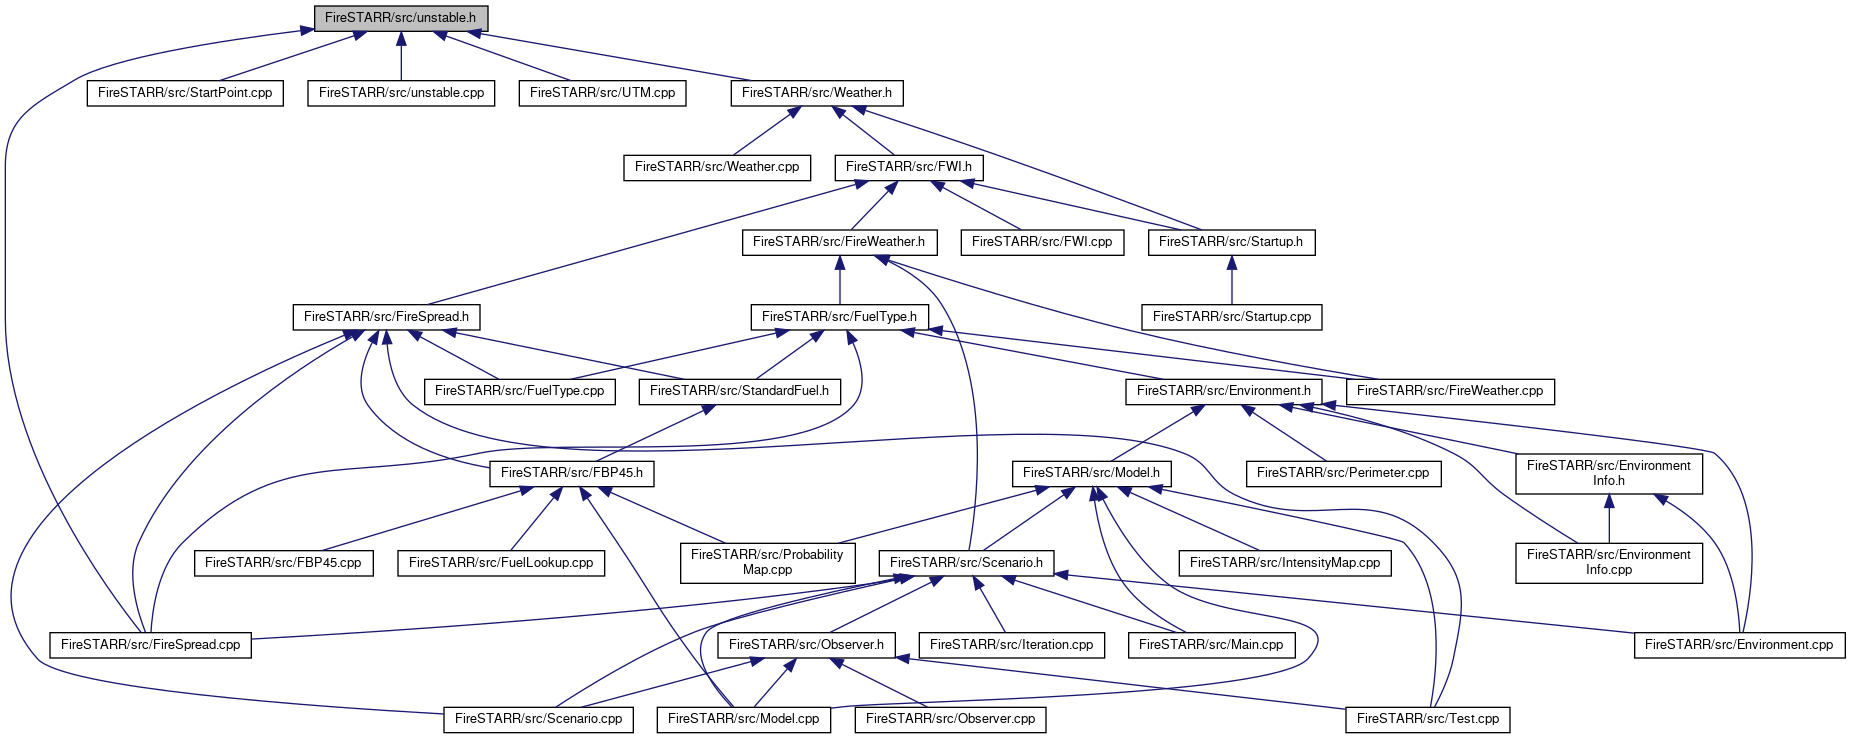 FireSTARR/src/unstable.h
FireSTARR/src/StartPoint.cpp
FireSTARR/src/unstable.cpp
FireSTARR/src/UTM.cpp
FireSTARR/src/Weather.h
FireSTARR/src/Weather.cpp
FireSTARR/src/FWI.h
FireSTARR/src/FireWeather.h
FireSTARR/src/FWI.cpp
FireSTARR/src/Startup.h
FireSTARR/src/FireSpread.h
FireSTARR/src/FuelType.h
FireSTARR/src/Startup.cpp
FireSTARR/src/FuelType.cpp
FireSTARR/src/StandardFuel.h
FireSTARR/src/Environment.h
FireSTARR/src/FireWeather.cpp
FireSTARR/src/FBP45.h
FireSTARR/src/Model.h
FireSTARR/src/Perimeter.cpp
FireSTARR/src/Environment
Info.h
FireSTARR/src/FBP45.cpp
FireSTARR/src/FuelLookup.cpp
FireSTARR/src/Probability
Map.cpp
FireSTARR/src/Scenario.h
FireSTARR/src/IntensityMap.cpp
FireSTARR/src/Environment
Info.cpp
FireSTARR/src/FireSpread.cpp
FireSTARR/src/Observer.h
FireSTARR/src/Iteration.cpp
FireSTARR/src/Main.cpp
FireSTARR/src/Environment.cpp
FireSTARR/src/Scenario.cpp
FireSTARR/src/Model.cpp
FireSTARR/src/Observer.cpp
FireSTARR/src/Test.cpp